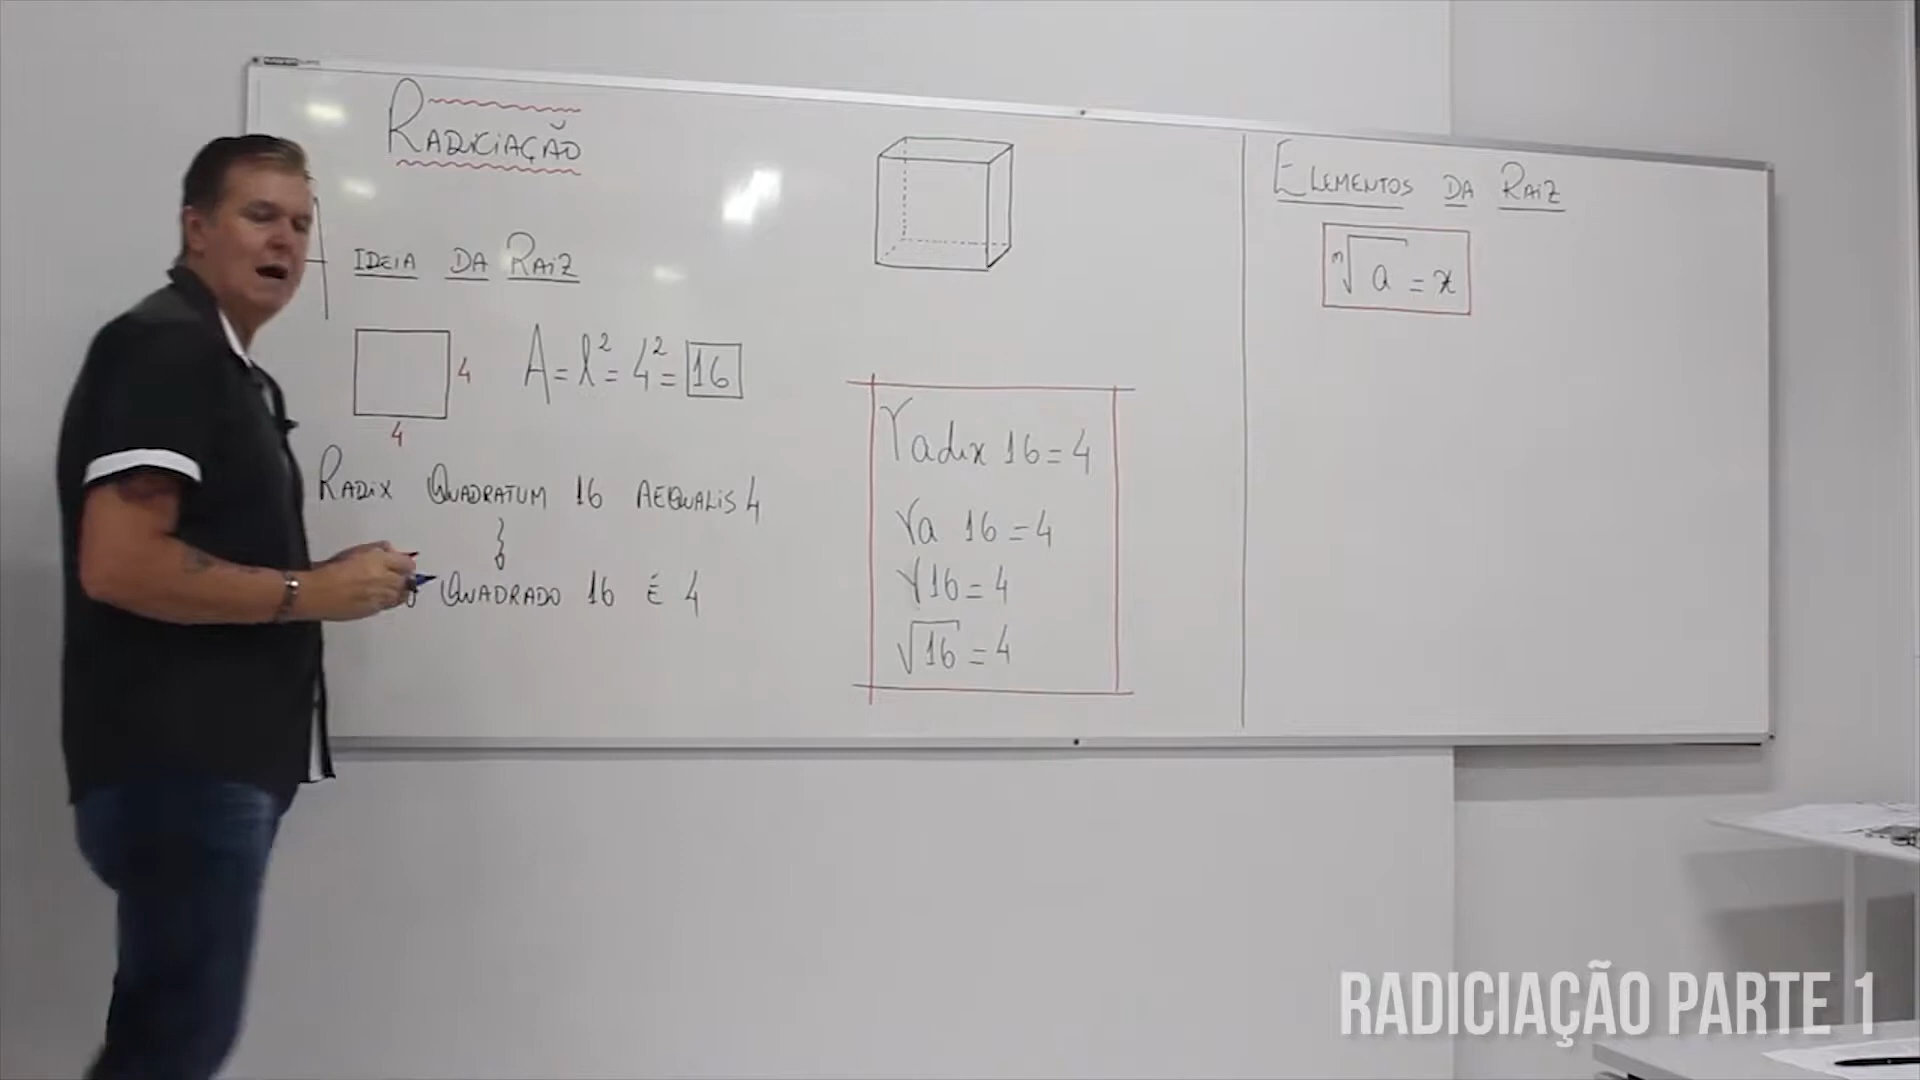 RADICIAÇÃO
IDEIA DA RAIZ
4
4
A = l² = 4² = 16
RADIX QUADRATUM 16 AEQUALIS 4
QUADRADO 16 É 4
radix 16 = 4
ra 16 = 4
r 16 = 4
√16 = 4
ELEMENTOS DA RAIZ
ⁿ√a = x
RADICIAÇÃO PARTE 1